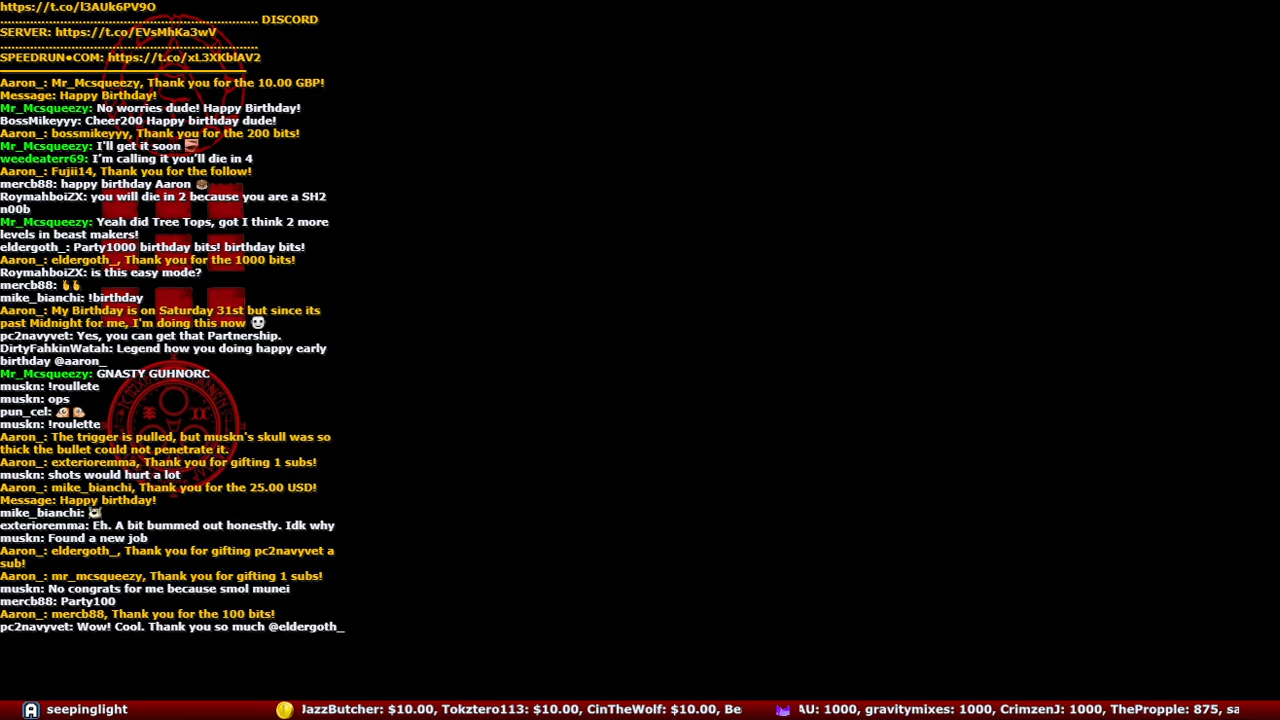 https://t.co/l3AUk6PV9O
..................................................................... DISCORD
SERVER: https://t.co/EVsMhKa3wV
.....................................................................
SPEEDRUN●COM: https://t.co/xL3XKblAV2
Aaron_: Mr_Mcsqueezy, Thank you for the 10.00 GBP!
Message: Happy Birthday!
Mr_Mcsqueezy: No worries dude! Happy Birthday!
BossMikeyyy: Cheer200 Happy birthday dude!
Aaron_: bossmikeyyy, Thank you for the 200 bits!
Mr_Mcsqueezy: I'll get it soon
weedeaterr69: I’m calling it you’ll die in 4
Aaron_: Fujii14, Thank you for the follow!
mercb88: happy birthday Aaron
RoymahboiZX: you will die in 2 because you are a SH2
n00b
Mr_Mcsqueezy: Yeah did Tree Tops, got I think 2 more
levels in beast makers!
eldergoth_: Party1000 birthday bits! birthday bits!
Aaron_: eldergoth_, Thank you for the 1000 bits!
RoymahboiZX: is this easy mode?
mercb88:
mike_bianchi: !birthday
Aaron_: My Birthday is on Saturday 31st but since its
past Midnight for me, I'm doing this now
pc2navyvet: Yes, you can get that Partnership.
DirtyFahkinWatah: Legend how you doing happy early
birthday @aaron_
Mr_Mcsqueezy: GNASTY GUHNORC
muskn: !roullete
muskn: ops
pun_cel:
muskn: !roulette
Aaron_: The trigger is pulled, but muskn's skull was so
thick the bullet could not penetrate it.
Aaron_: exterioremma, Thank you for gifting 1 subs!
muskn: shots would hurt a lot
Aaron_: mike_bianchi, Thank you for the 25.00 USD!
Message: Happy birthday!
mike_bianchi:
exterioremma: Eh. A bit bummed out honestly. Idk why
muskn: Found a new job
Aaron_: eldergoth_, Thank you for gifting pc2navyvet a
sub!
Aaron_: mr_mcsqueezy, Thank you for gifting 1 subs!
muskn: No congrats for me because smol munei
mercb88: Party100
Aaron_: mercb88, Thank you for the 100 bits!
pc2navyvet: Wow! Cool. Thank you so much @eldergoth_
A seepinglight JazzButcher: $10.00, Tokztero113: $10.00, CinTheWolf: $10.00, Be AU: 1000, gravitymixes: 1000, CrimzenJ: 1000, ThePropple: 875, sa